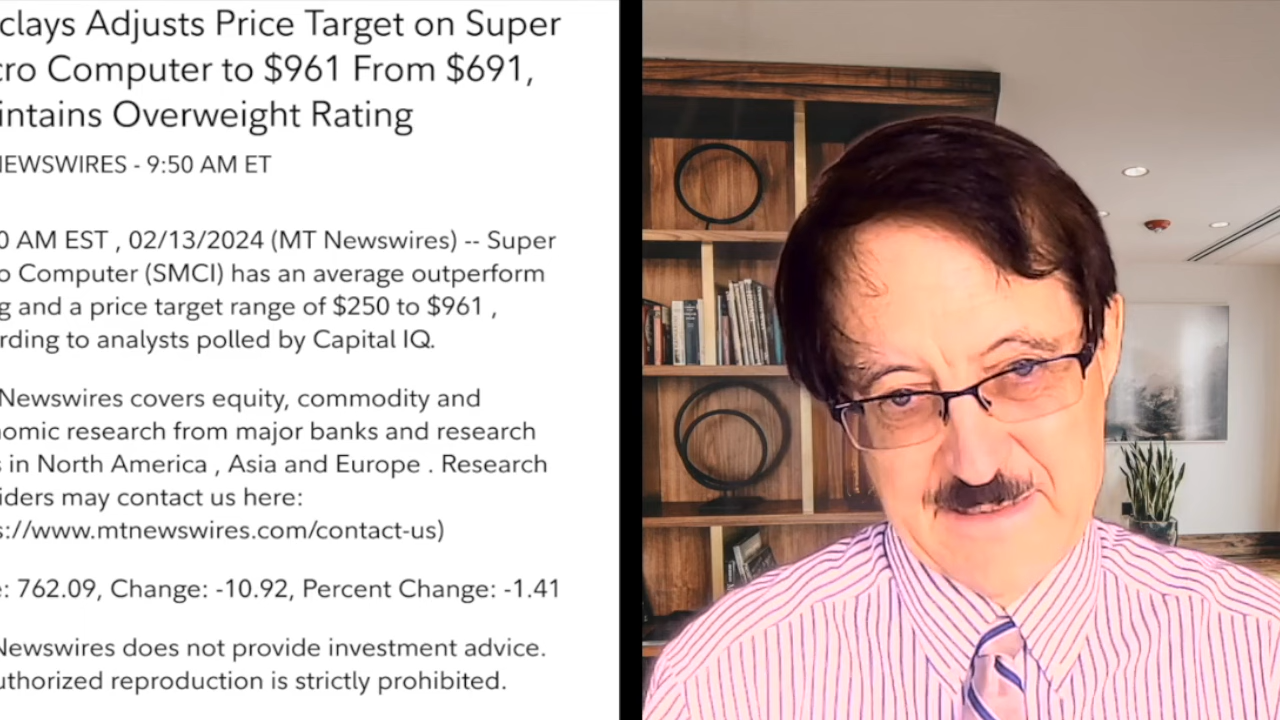 clays Adjusts Price Target on Super
cro Computer to $961 From $691,
intains Overweight Rating
NEWSWIRES - 9:50 AM ET
0 AM EST , 02/13/2024 (MT Newswires) -- Super
o Computer (SMCI) has an average outperform
g and a price target range of $250 to $961 ,
rding to analysts polled by Capital IQ.
Newswires covers equity, commodity and
nomic research from major banks and research
s in North America , Asia and Europe . Research
iders may contact us here:
s://www.mtnewswires.com/contact-us)
e: 762.09, Change: -10.92, Percent Change: -1.41
Newswires does not provide investment advice.
uthorized reproduction is strictly prohibited.